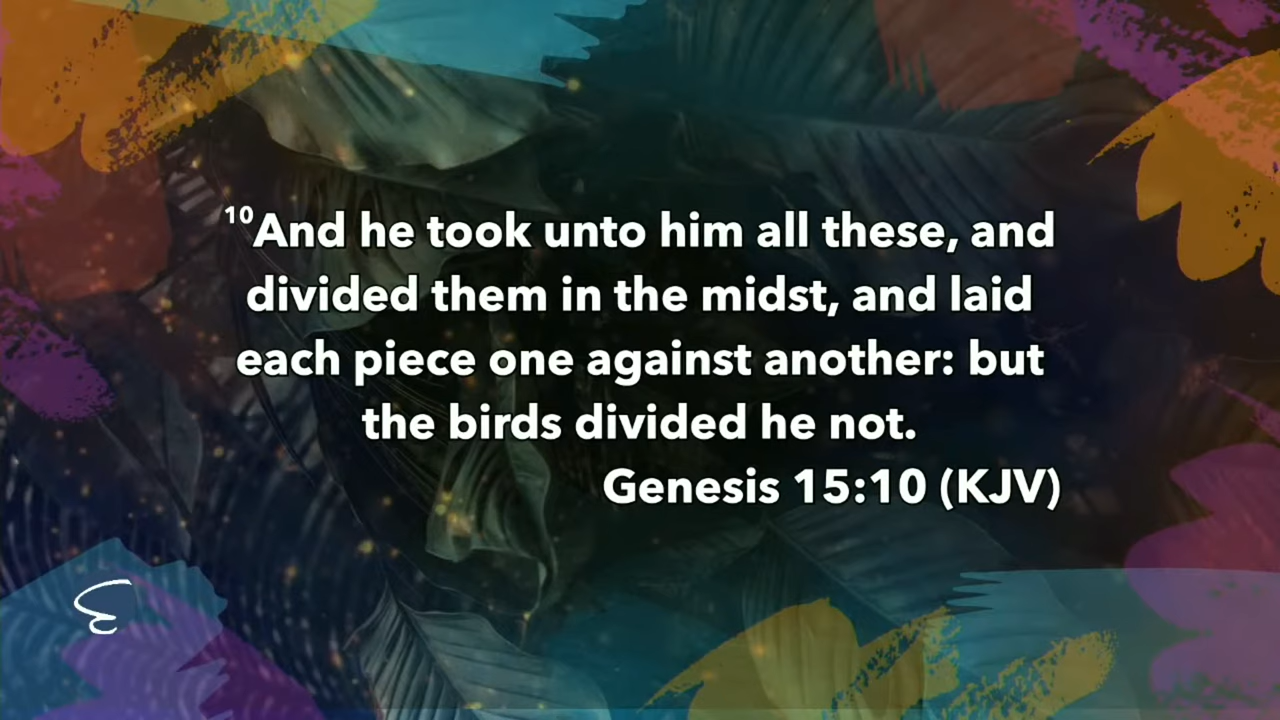 ¹⁰And he took unto him all these, and
divided them in the midst, and laid
each piece one against another: but
the birds divided he not.
Genesis 15:10 (KJV)